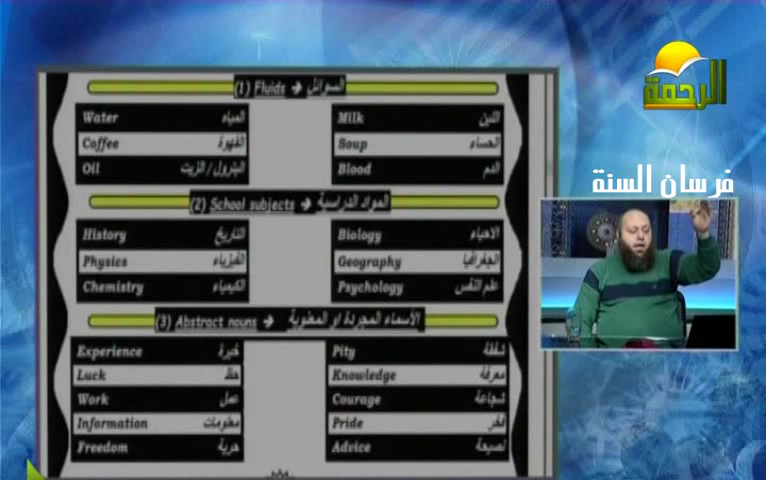 الرحمة
فرسان السنة
(1) Fluids → السوائل
Water المياه Milk اللبن
Coffee القهوة Soup الحساء
Oil البترول/الزيت Blood الدم
(2) School subjects → المواد الدراسية
History التاريخ Biology الاحياء
Physics الفيزياء Geography الجغرافيا
Chemistry الكيمياء Psychology علم النفس
(3) Abstract nouns → الأسماء المجردة او المعنوية
Experience خبرة Pity شفقة
Luck حظ Knowledge معرفة
Work عمل Courage شجاعة
Information معلومات Pride فخر
Freedom حرية Advice نصيحة